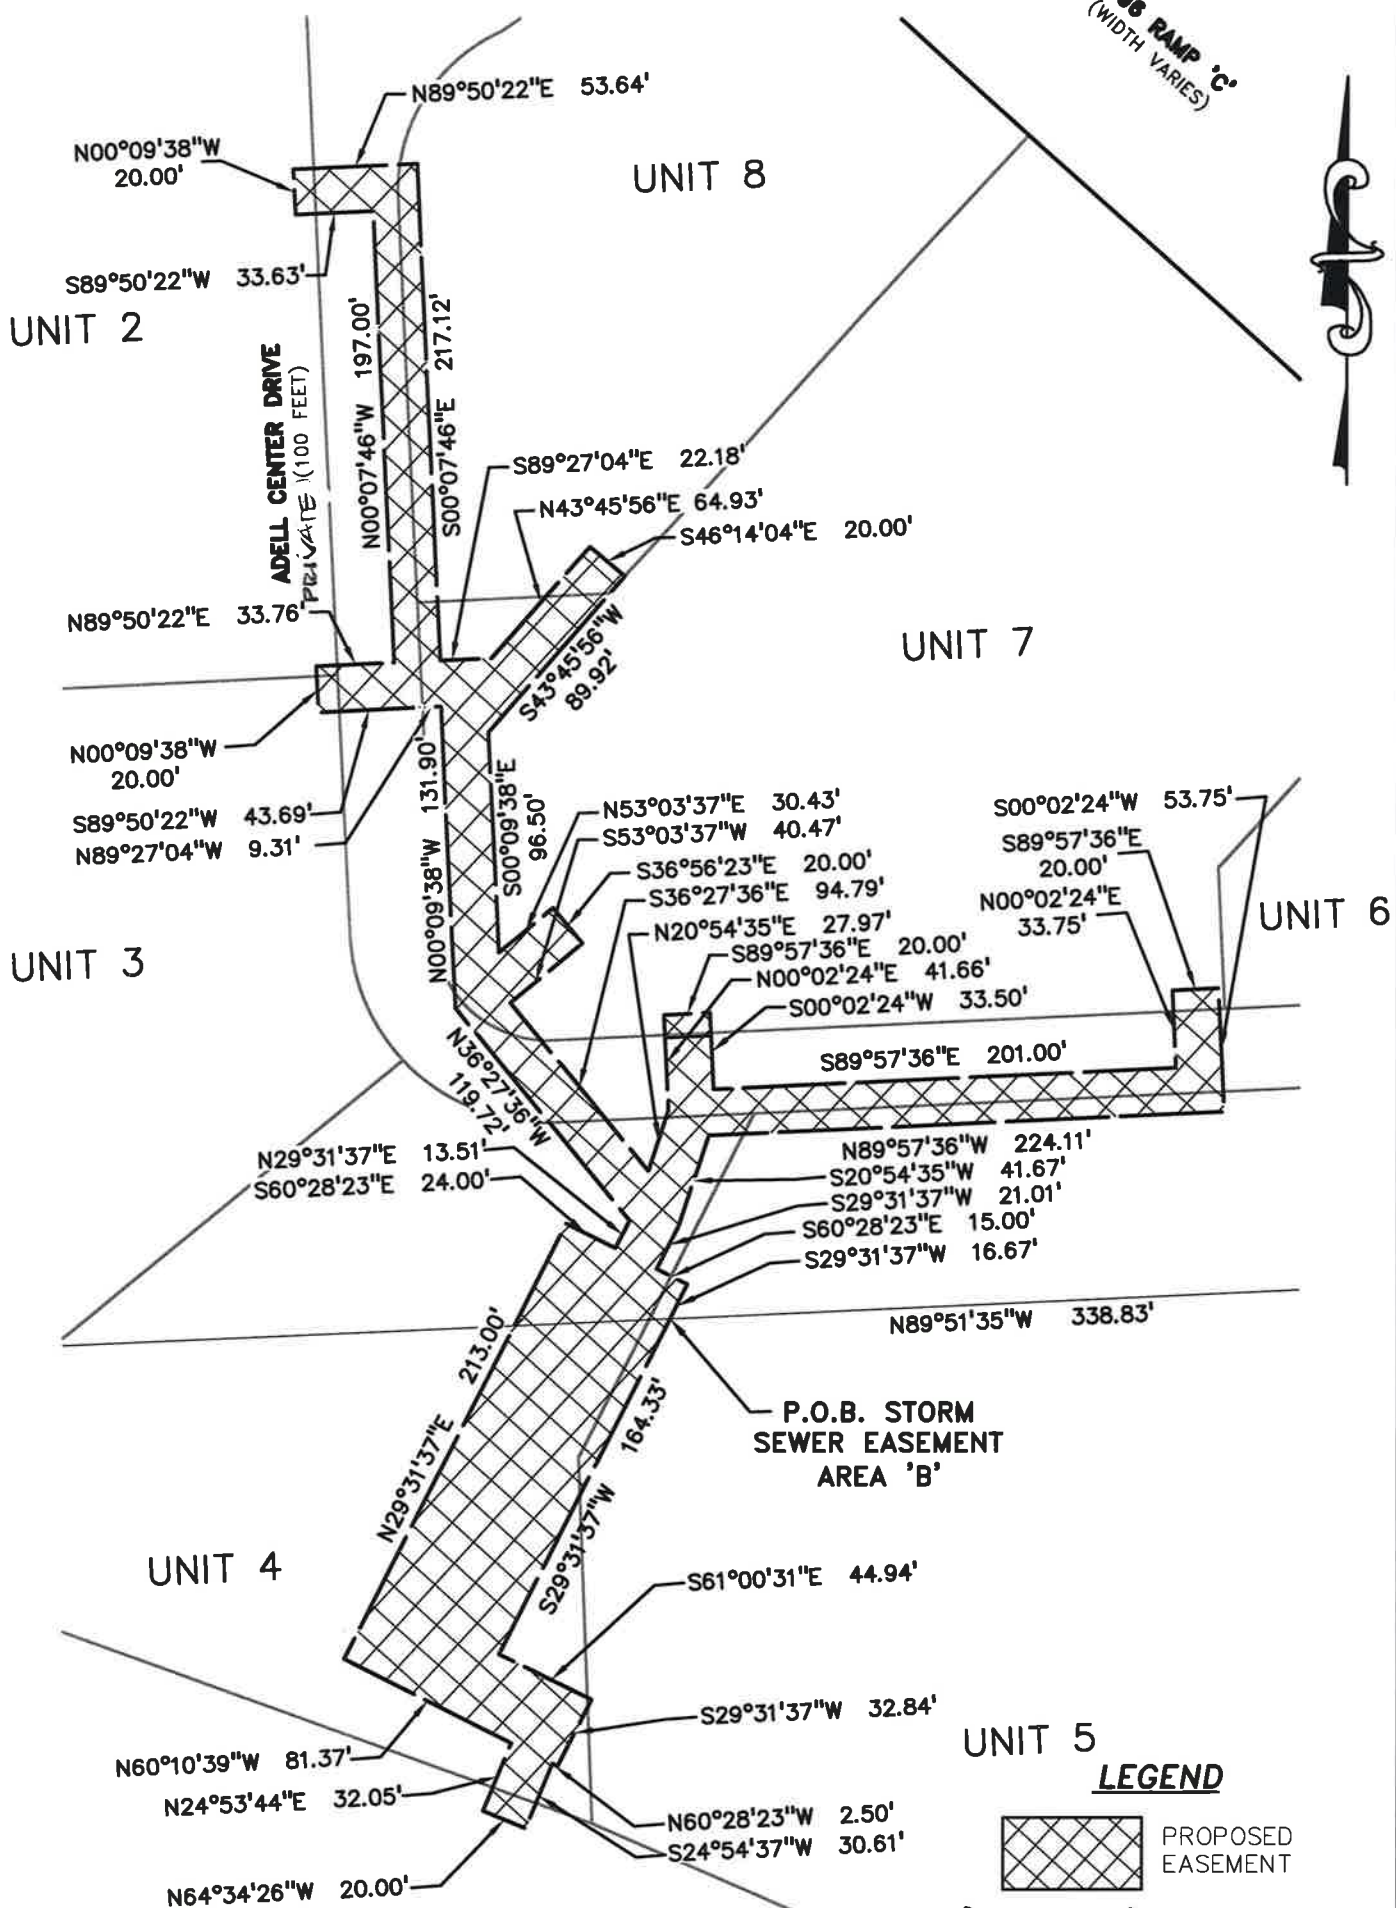 RAMP 'C'
(WIDTH VARIES)
N89°50'22"E 53.64'
N00°09'38"W
20.00'
UNIT 8
S89°50'22"W 33.63'
UNIT 2
ADELL CENTER DRIVE
PRIVATE (100 FEET)
N00°07'46"W 197.00'
S00°07'46"E 217.12'
S89°27'04"E 22.18'
N43°45'56"E 64.93'
S46°14'04"E 20.00'
N89°50'22"E 33.76'
S43°45'56"W
89.92'
UNIT 7
N00°09'38"W
20.00'
S89°50'22"W 43.69'
N89°27'04"W 9.31'
N00°09'38"W 131.90'
S00°09'38"E
96.50'
N53°03'37"E 30.43'
S53°03'37"W 40.47'
S36°56'23"E 20.00'
S36°27'36"E 94.79'
N20°54'35"E 27.97'
S89°57'36"E 20.00'
N00°02'24"E 41.66'
S00°02'24"W 33.50'
S00°02'24"W 53.75'
S89°57'36"E
20.00'
N00°02'24"E
33.75'
UNIT 6
UNIT 3
S89°57'36"E 201.00'
N36°27'36"W
119.72'
N29°31'37"E 13.51'
S60°28'23"E 24.00'
N89°57'36"W 224.11'
S20°54'35"W 41.67'
S29°31'37"W 21.01'
S60°28'23"E 15.00'
S29°31'37"W 16.67'
N89°51'35"W 338.83'
P.O.B. STORM
SEWER EASEMENT
AREA 'B'
N29°31'37"E 213.00'
S29°31'37"W 164.33'
UNIT 4
S61°00'31"E 44.94'
S29°31'37"W 32.84'
UNIT 5
N60°10'39"W 81.37'
N24°53'44"E 32.05'
N60°28'23"W 2.50'
S24°54'37"W 30.61'
N64°34'26"W 20.00'
LEGEND
PROPOSED
EASEMENT